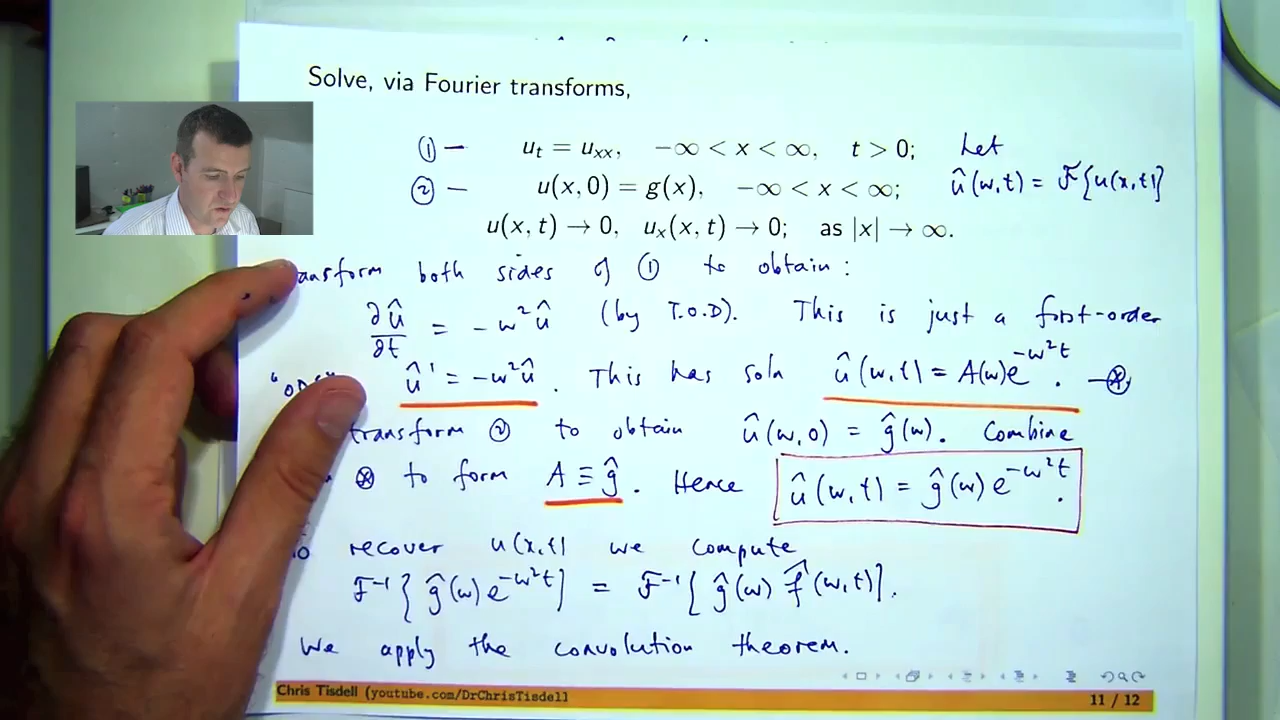 Solve, via Fourier transforms,
① — u_t = u_xx, −∞ < x < ∞, t > 0; Let
② — u(x, 0) = g(x), −∞ < x < ∞; û(w,t) = F{u(x,t)}
u(x, t) → 0, u_x(x, t) → 0; as |x| → ∞.
ansform both sides of ① to obtain:
∂û/∂t = −w²û (by T.O.D). This is just a first-order
û' = −w²û. This has soln û(w,t) = A(w)e^{−w²t}. —⊛
transform ② to obtain û(w,0) = ĝ(w). Combine
⊛ to form A ≡ ĝ. Hence û(w,t) = ĝ(w)e^{−w²t}.
recover u(x,t) we compute
F⁻¹{ĝ(w)e^{−w²t}} = F⁻¹{ĝ(w) f̂(w,t)}.
We apply the convolution theorem.
Chris Tisdell (youtube.com/DrChrisTisdell 11 / 12